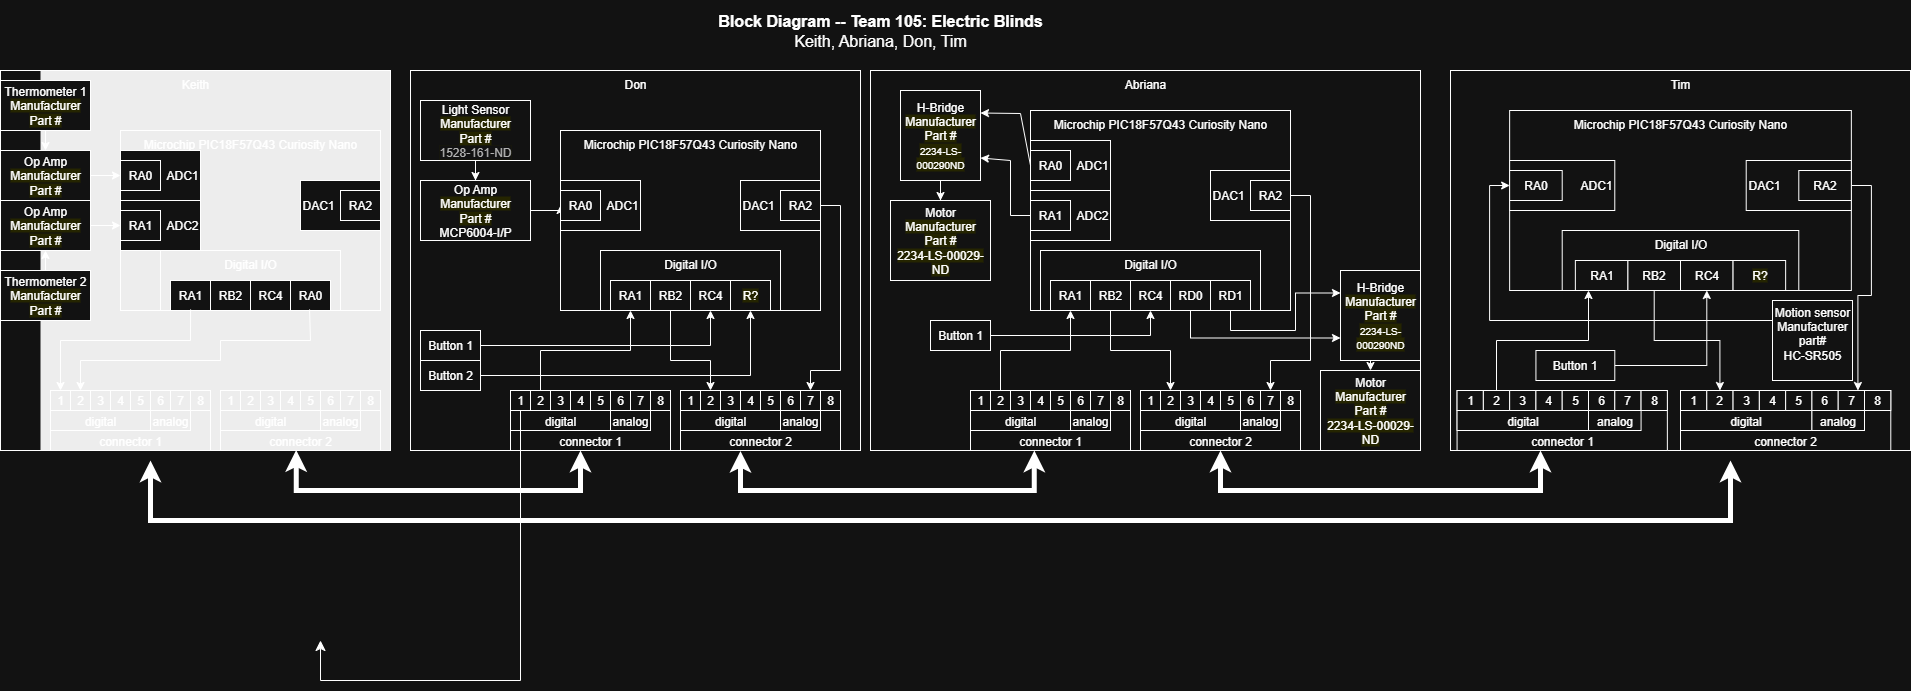 Block Diagram -- Team 105: Electric Blinds
Keith, Abriana, Don, Tim
Keith
Thermometer 1
Manufacturer
Part #
Op Amp
Manufacturer
Part #
Op Amp
Manufacturer
Part #
Thermometer 2
Manufacturer
Part #
Microchip PIC18F57Q43 Curiosity Nano
RA0 ADC1
RA1 ADC2
DAC1 RA2
Digital I/O
RA1 RB2 RC4 RA0
1 2 3 4 5 6 7 8
digital analog
connector 1
1 2 3 4 5 6 7 8
digital analog
connector 2
Don
Light Sensor
Manufacturer
Part #
1528-161-ND
Op Amp
Manufacturer
Part #
MCP6004-I/P
Microchip PIC18F57Q43 Curiosity Nano
RA0 ADC1
DAC1 RA2
Digital I/O
RA1 RB2 RC4 R?
Button 1
Button 2
1 2 3 4 5 6 7 8
digital analog
connector 1
1 2 3 4 5 6 7 8
digital analog
connector 2
Abriana
H-Bridge
Manufacturer
Part #
2234-LS-
000290ND
Motor
Manufacturer
Part #
2234-LS-00029-
ND
Microchip PIC18F57Q43 Curiosity Nano
RA0 ADC1
RA1 ADC2
DAC1 RA2
Digital I/O
RA1 RB2 RC4 RD0 RD1
Button 1
H-Bridge
Manufacturer
Part #
2234-LS-
000290ND
Motor
Manufacturer
Part #
2234-LS-00029-
ND
1 2 3 4 5 6 7 8
digital analog
connector 1
1 2 3 4 5 6 7 8
digital analog
connector 2
Tim
Microchip PIC18F57Q43 Curiosity Nano
RA0 ADC1
DAC1 RA2
Digital I/O
RA1 RB2 RC4 R?
Motion sensor
Manufacturer
part#
HC-SR505
Button 1
1 2 3 4 5 6 7 8
digital analog
connector 1
1 2 3 4 5 6 7 8
digital analog
connector 2